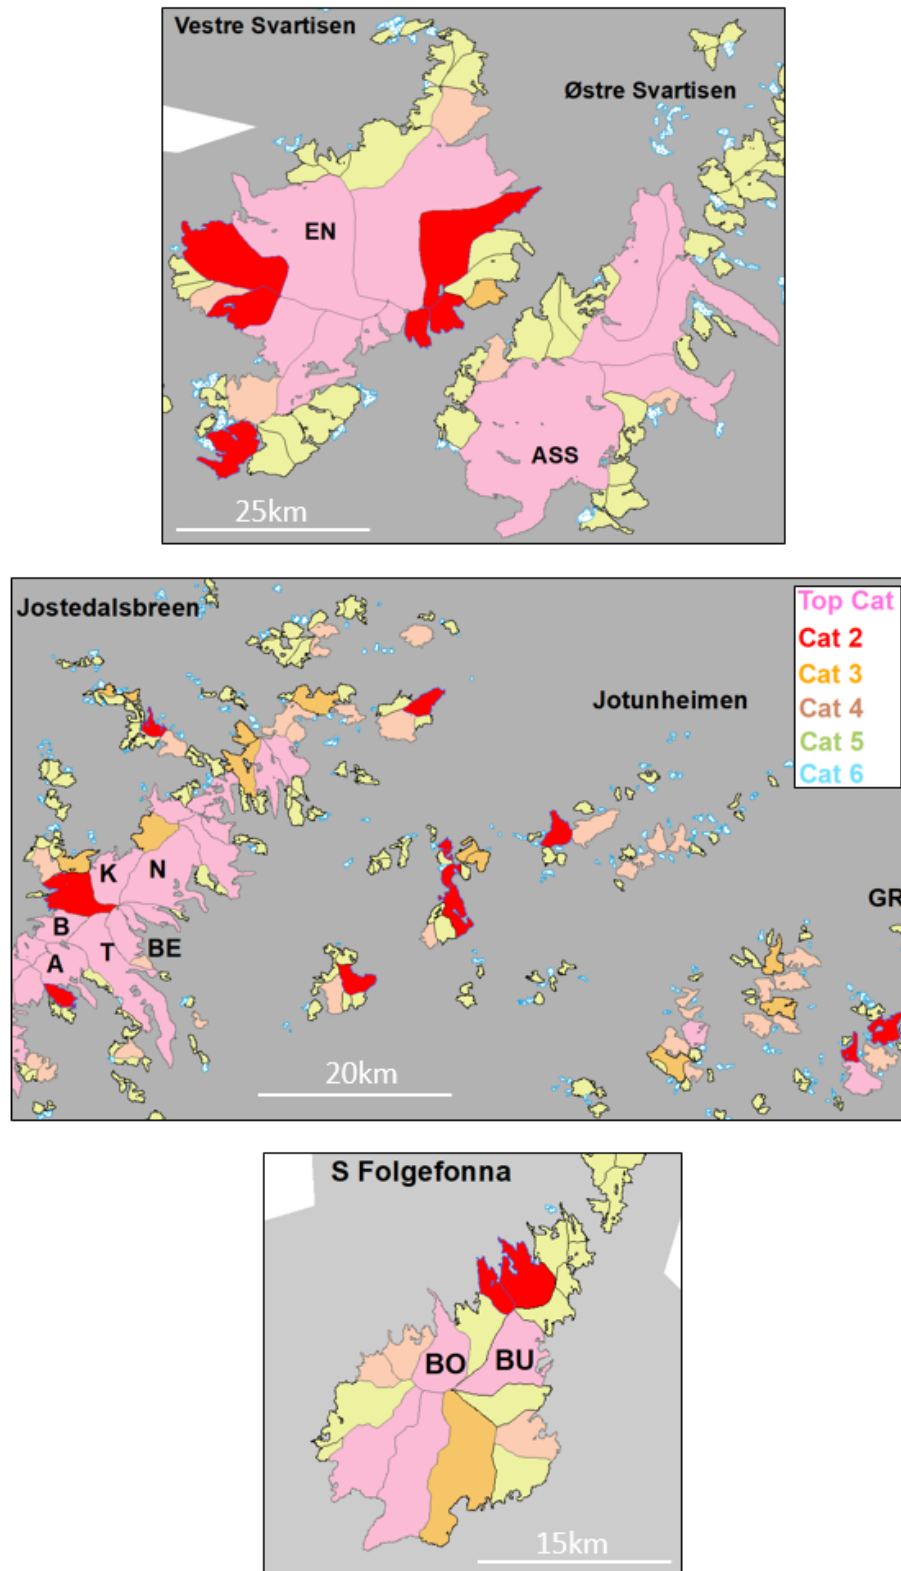 Vestre Svartisen
Østre Svartisen
EN
ASS
25km
Jostedalsbreen
Top Cat
Cat 2
Cat 3
Cat 4
Cat 5
Cat 6
Jotunheimen
K
N
GR
B
T
BE
A
20km
S Folgefonna
BO
BU
15km